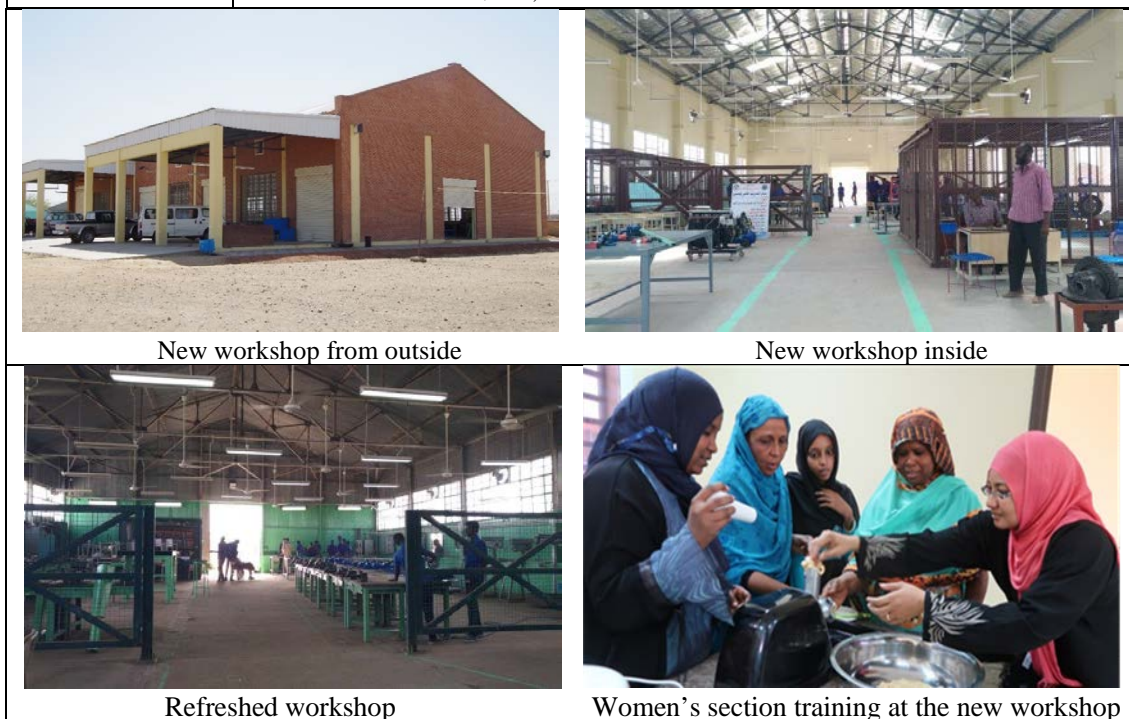 New workshop from outside
New workshop inside
Refreshed workshop
Women’s section training at the new workshop